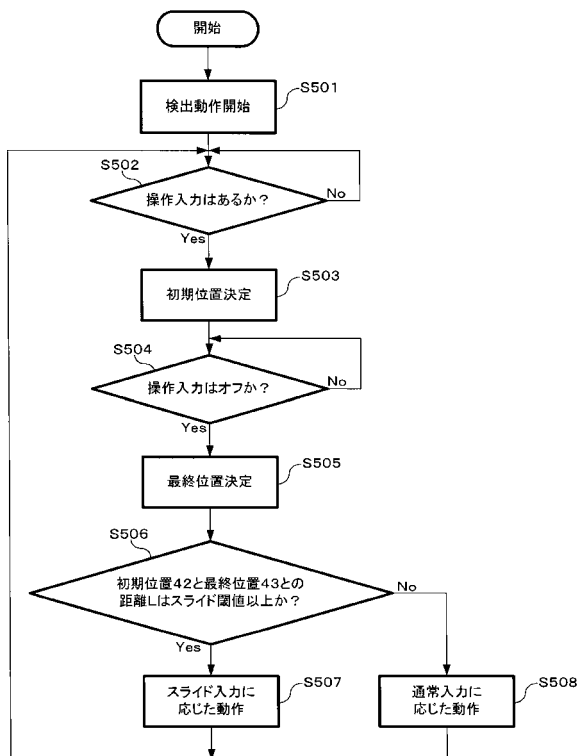 開始
S501
検出動作開始
S502
操作入力はあるか?
No
Yes
S503
初期位置決定
S504
操作入力はオフか?
No
Yes
S505
最終位置決定
S506
初期位置42と最終位置43との
距離Lはスライド閾値以上か?
No
Yes
S507
スライド入力に
応じた動作
S508
通常入力に
応じた動作